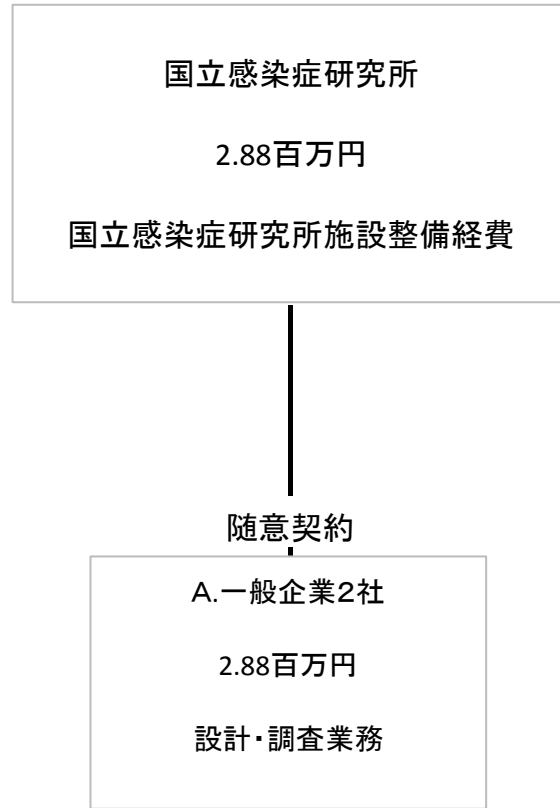 国立感染症研究所
2.88百万円
国立感染症研究所施設整備経費
随意契約
A.一般企業2社
2.88百万円
設計・調査業務